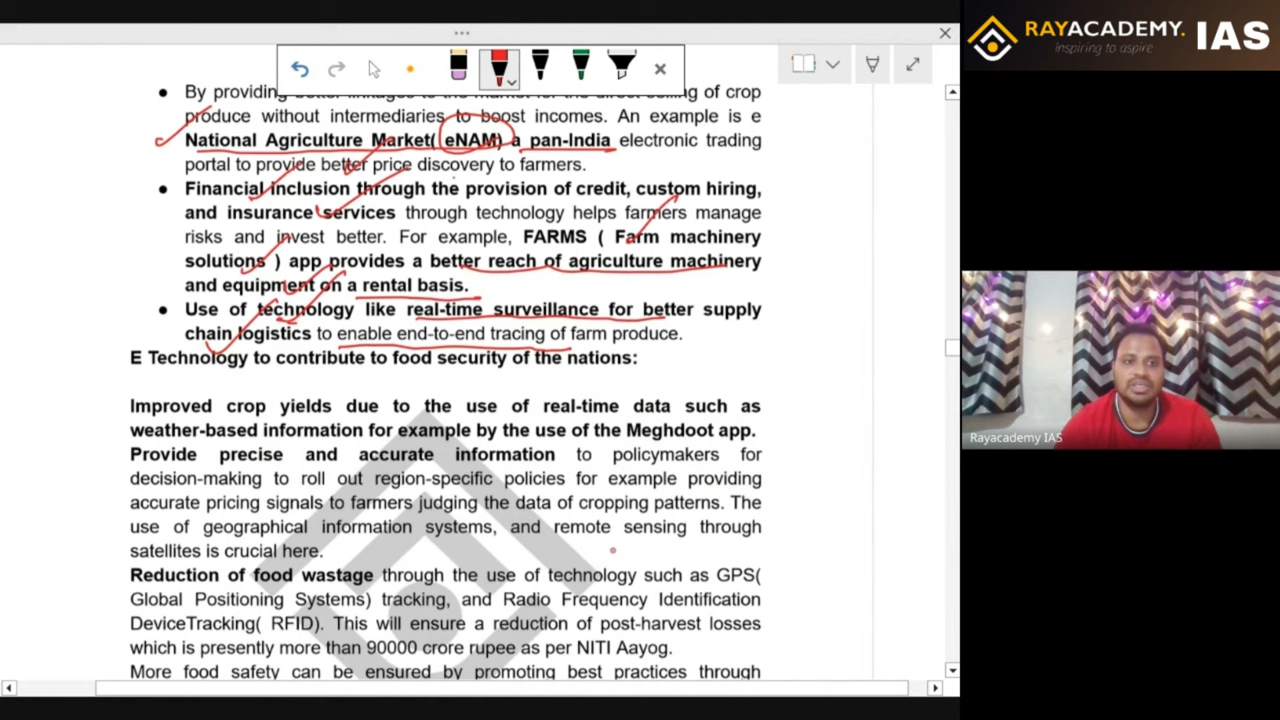 RAYACADEMY. IAS
inspiring to aspire
By providing better linkages to the market for the direct selling of crop
produce without intermediaries to boost incomes. An example is e
National Agriculture Market( eNAM) a pan-India electronic trading
portal to provide better price discovery to farmers.
Financial inclusion through the provision of credit, custom hiring,
and insurance services through technology helps farmers manage
risks and invest better. For example, FARMS ( Farm machinery
solutions ) app provides a better reach of agriculture machinery
and equipment on a rental basis.
Use of technology like real-time surveillance for better supply
chain logistics to enable end-to-end tracing of farm produce.
E Technology to contribute to food security of the nations:
Improved crop yields due to the use of real-time data such as
weather-based information for example by the use of the Meghdoot app.
Provide precise and accurate information to policymakers for
decision-making to roll out region-specific policies for example providing
accurate pricing signals to farmers judging the data of cropping patterns. The
use of geographical information systems, and remote sensing through
satellites is crucial here.
Reduction of food wastage through the use of technology such as GPS(
Global Positioning Systems) tracking, and Radio Frequency Identification
DeviceTracking( RFID). This will ensure a reduction of post-harvest losses
which is presently more than 90000 crore rupee as per NITI Aayog.
More food safety can be ensured by promoting best practices through
Rayacademy IAS